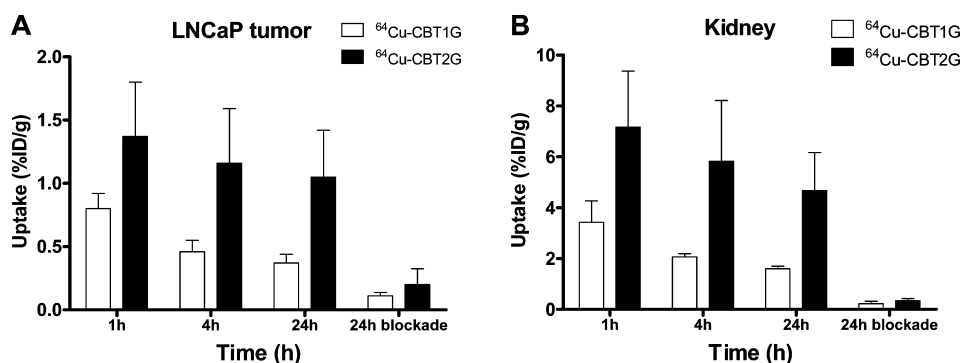 A
LNCaP tumor
⁶⁴Cu-CBT1G
⁶⁴Cu-CBT2G
Uptake (%ID/g)
2.0
1.5
1.0
0.5
0.0
1h
4h
24h
24h blockade
Time (h)
B
Kidney
⁶⁴Cu-CBT1G
⁶⁴Cu-CBT2G
Uptake (%ID/g)
10
8
6
4
2
0
1h
4h
24h
24h blockade
Time (h)